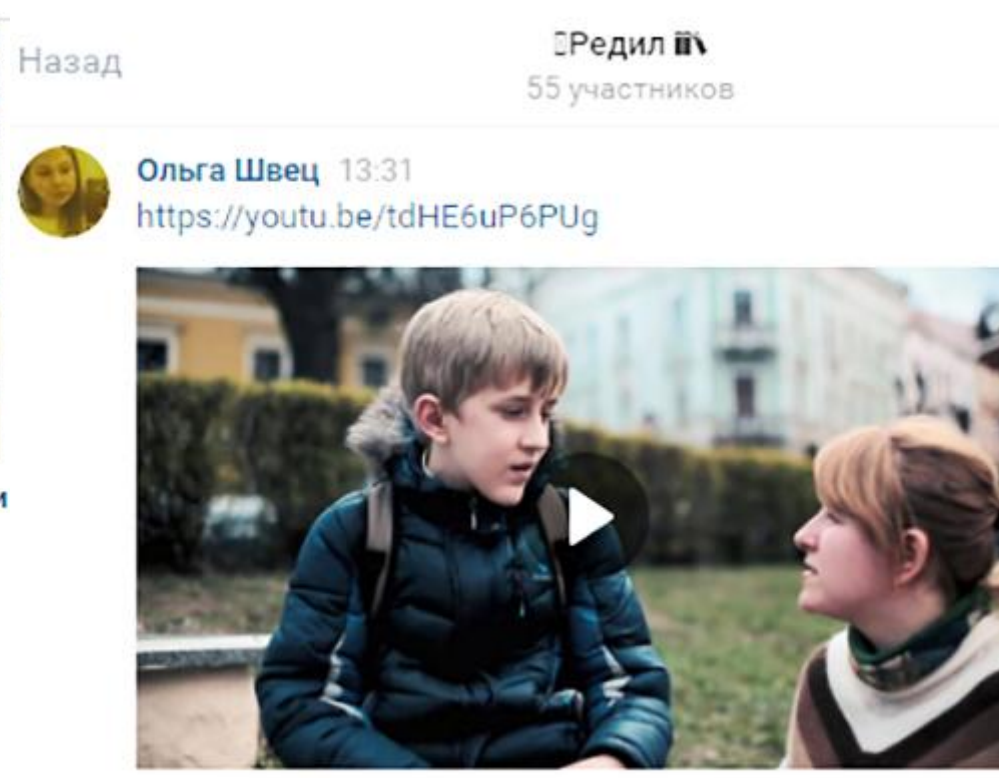 Редил
Назад
55 участников
Ольга Швец 13:31
https://youtu.be/tdHE6uP6PUg
и